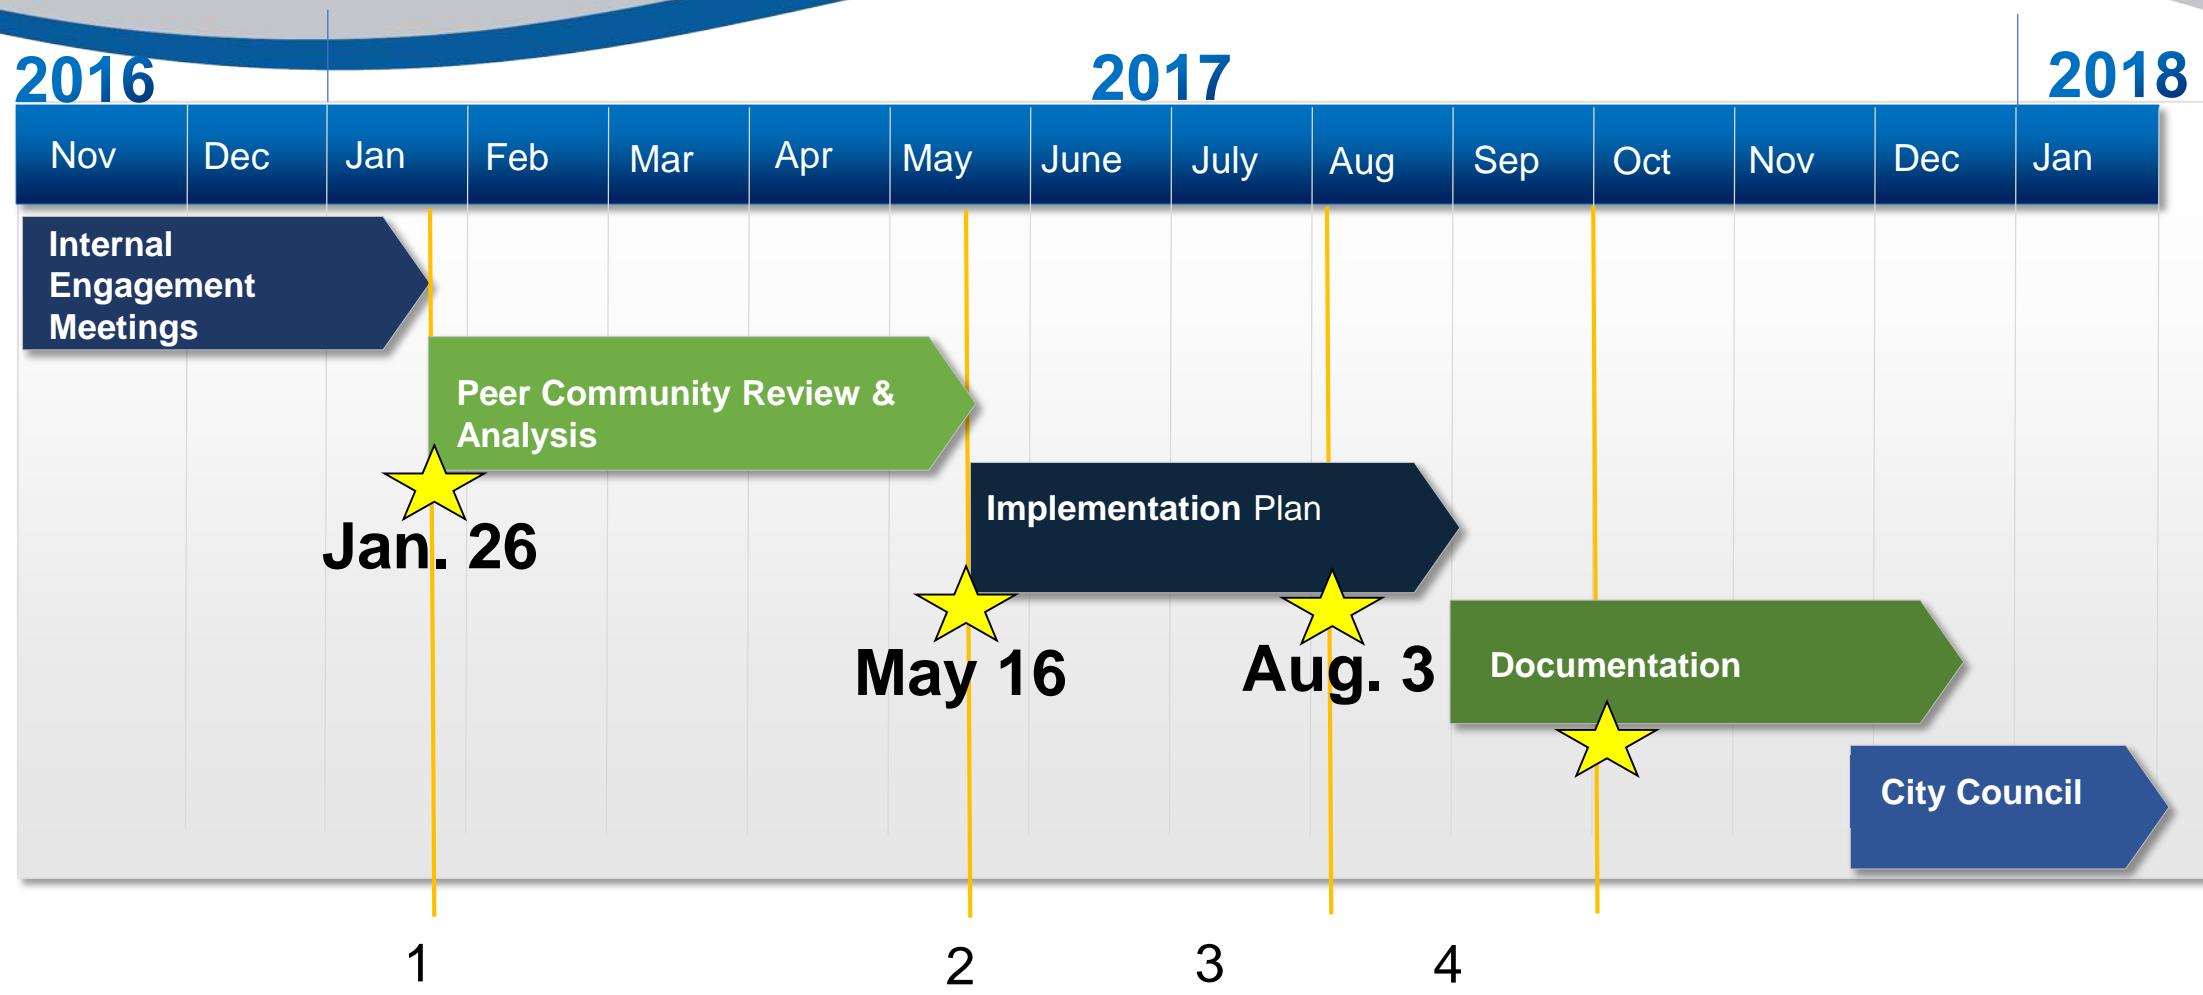 2016 2017 2018
Nov Dec Jan Feb Mar Apr May June July Aug Sep Oct Nov Dec Jan
Internal
Engagement
Meetings
Peer Community Review &
Analysis
Jan. 26
Implementation Plan
May 16
Aug. 3
Documentation
City Council
1 2 3 4